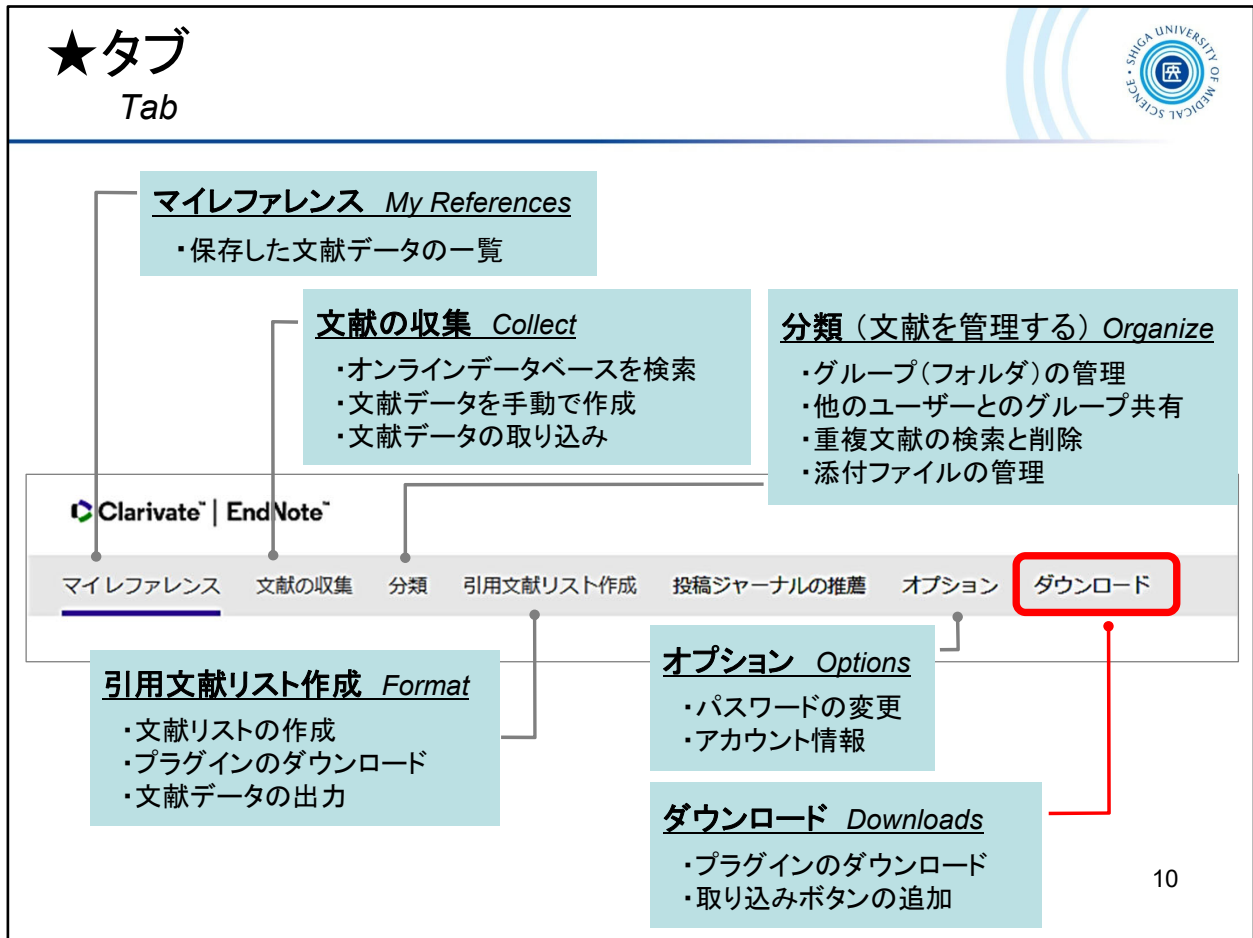 ★タブ
Tab
SHIGA UNIVERSITY OF MEDICAL SCIENCE
医
マイレファレンス My References
・保存した文献データの一覧
文献の収集 Collect
・オンラインデータベースを検索
・文献データを手動で作成
・文献データの取り込み
分類（文献を管理する）Organize
・グループ（フォルダ）の管理
・他のユーザーとのグループ共有
・重複文献の検索と削除
・添付ファイルの管理
Clarivate™ | EndNote™
マイレファレンス 文献の収集 分類 引用文献リスト作成 投稿ジャーナルの推薦 オプション ダウンロード
引用文献リスト作成 Format
・文献リストの作成
・プラグインのダウンロード
・文献データの出力
オプション Options
・パスワードの変更
・アカウント情報
ダウンロード Downloads
・プラグインのダウンロード
・取り込みボタンの追加
10